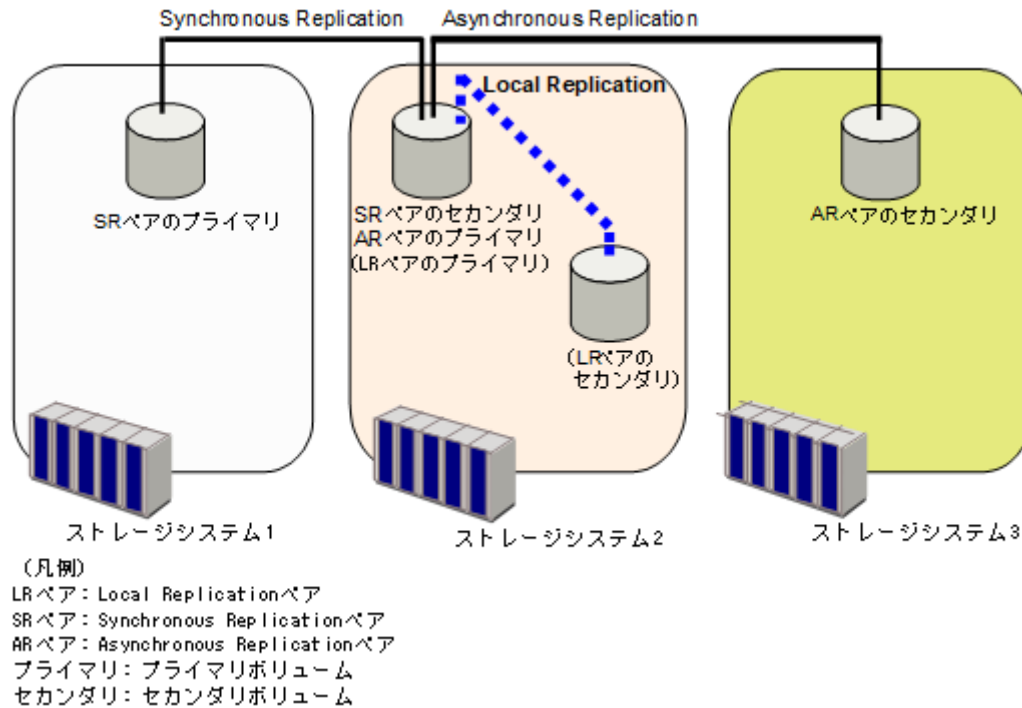 Synchronous Replication
Asynchronous Replication
Local Replication
SRペアのプライマリ
SRペアのセカンダリ
ARペアのプライマリ
(LRペアのプライマリ)
ARペアのセカンダリ
(LRペアの
セカンダリ)
ストレージシステム1
ストレージシステム2
ストレージシステム3
(凡例)
LRペア：Local Replicationペア
SRペア：Synchronous Replicationペア
ARペア：Asynchronous Replicationペア
プライマリ：プライマリボリューム
セカンダリ：セカンダリボリューム